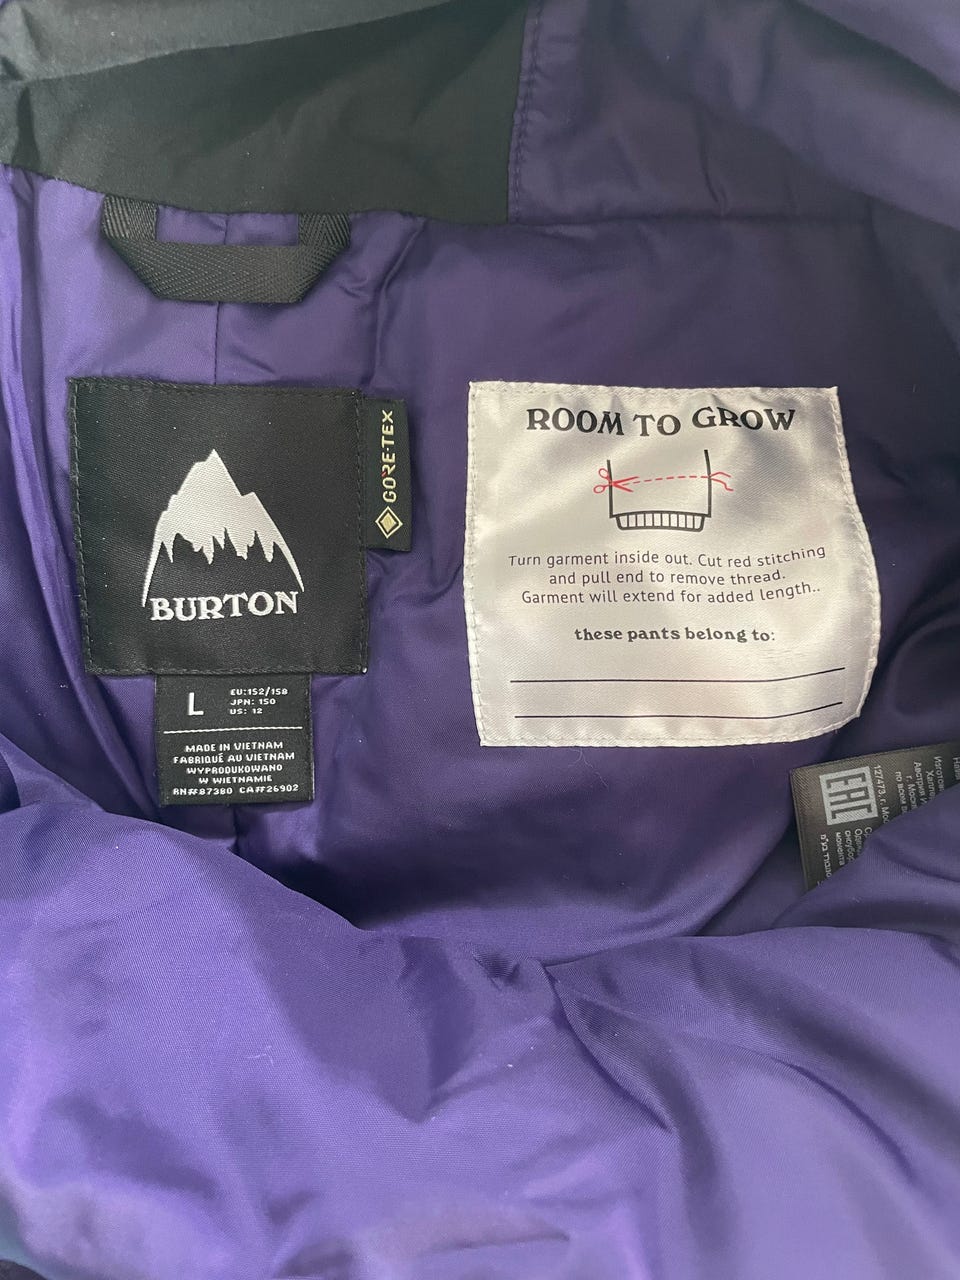 BURTON
GORE-TEX
L
EU:152/158
JPN: 150
US: 12
MADE IN VIETNAM
FABRIQUÉ AU VIETNAM
WYPRODUKOWANO
W WIETNAMIE
RN#87380 CA#26902
ROOM TO GROW
Turn garment inside out. Cut red stitching
and pull end to remove thread.
Garment will extend for added length..
these pants belong to:
EAC
127473, г.